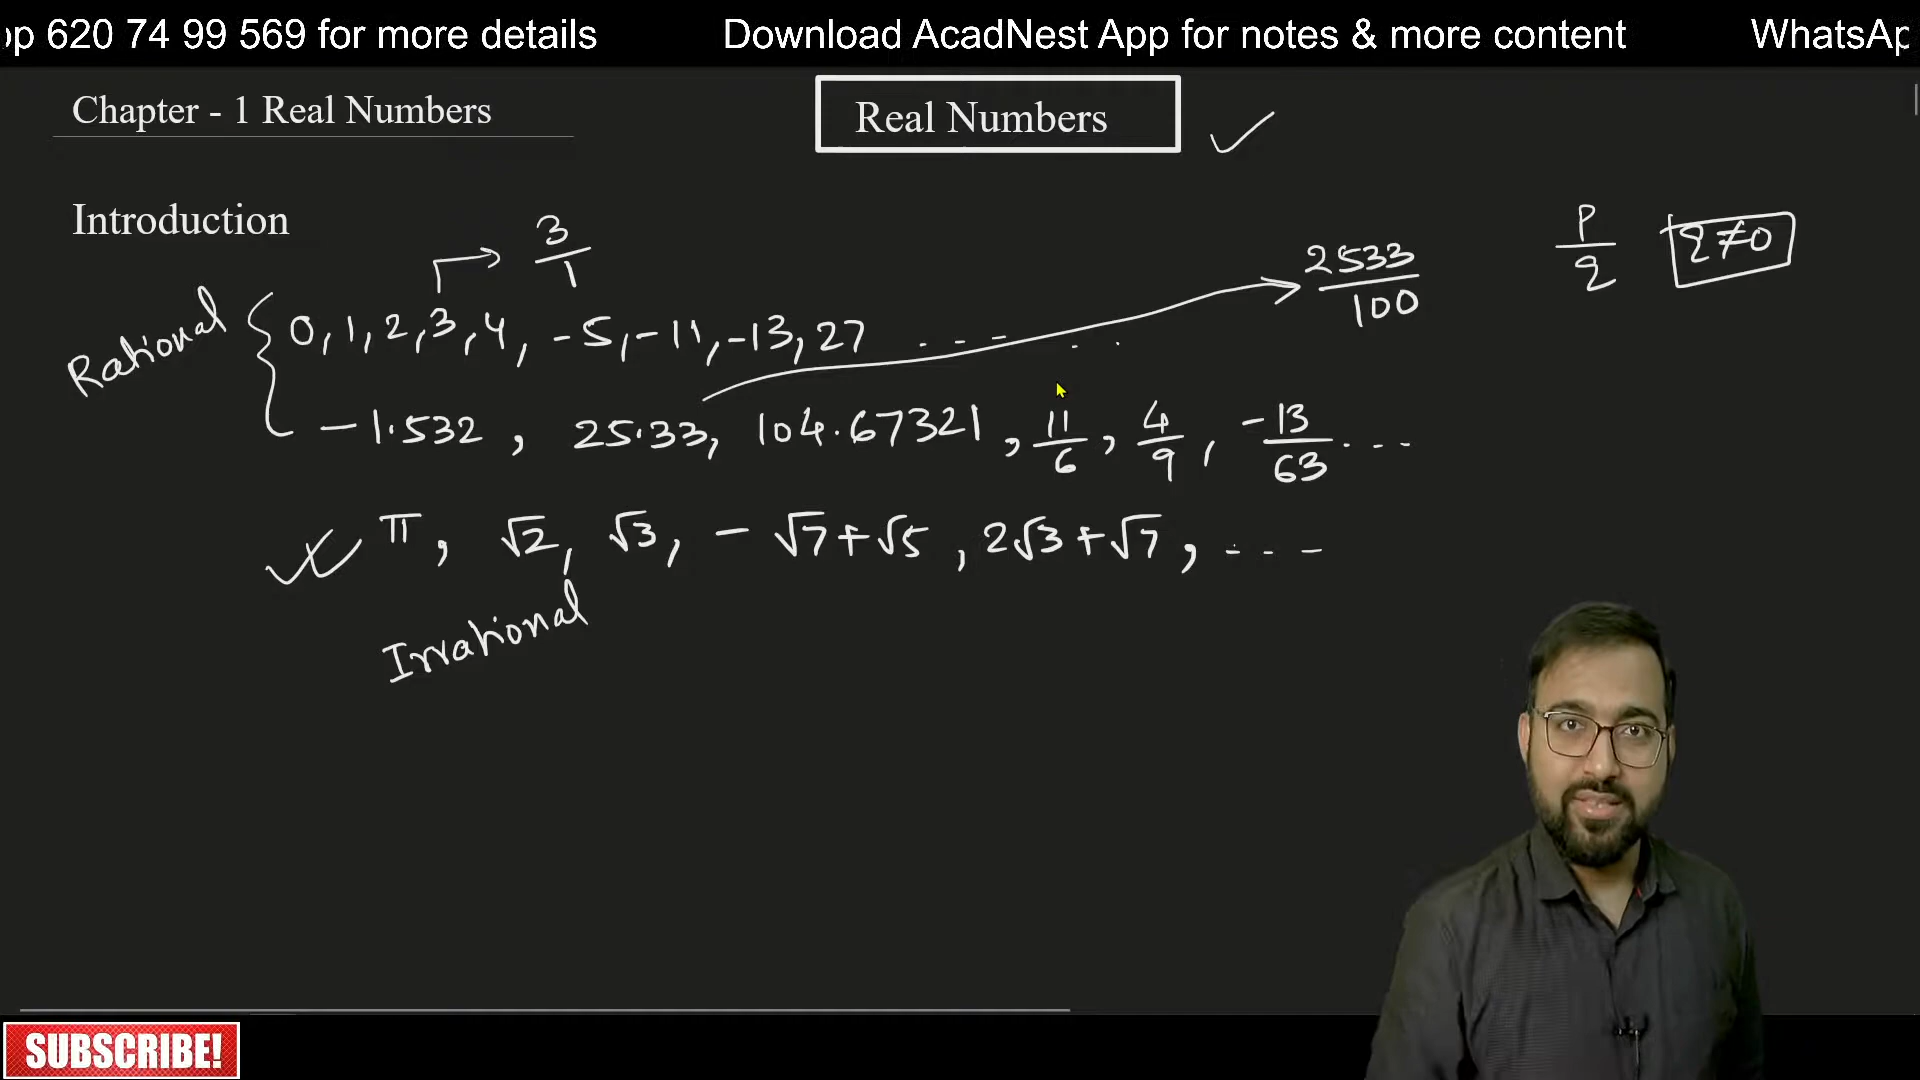 op 620 74 99 569 for more details Download AcadNest App for notes & more content WhatsAp
Chapter - 1 Real Numbers
Real Numbers ✓
Introduction
3/1
2533/100
p/q q≠0
Rational { 0, 1, 2, 3, 4, -5, -11, -13, 27 ...
-1.532 , 25.33, 104.67321 , 11/6 , 4/9 , -13/63 ...
π, √2, √3, - √7+√5 , 2√3+√7, ...
Irrational
SUBSCRIBE!